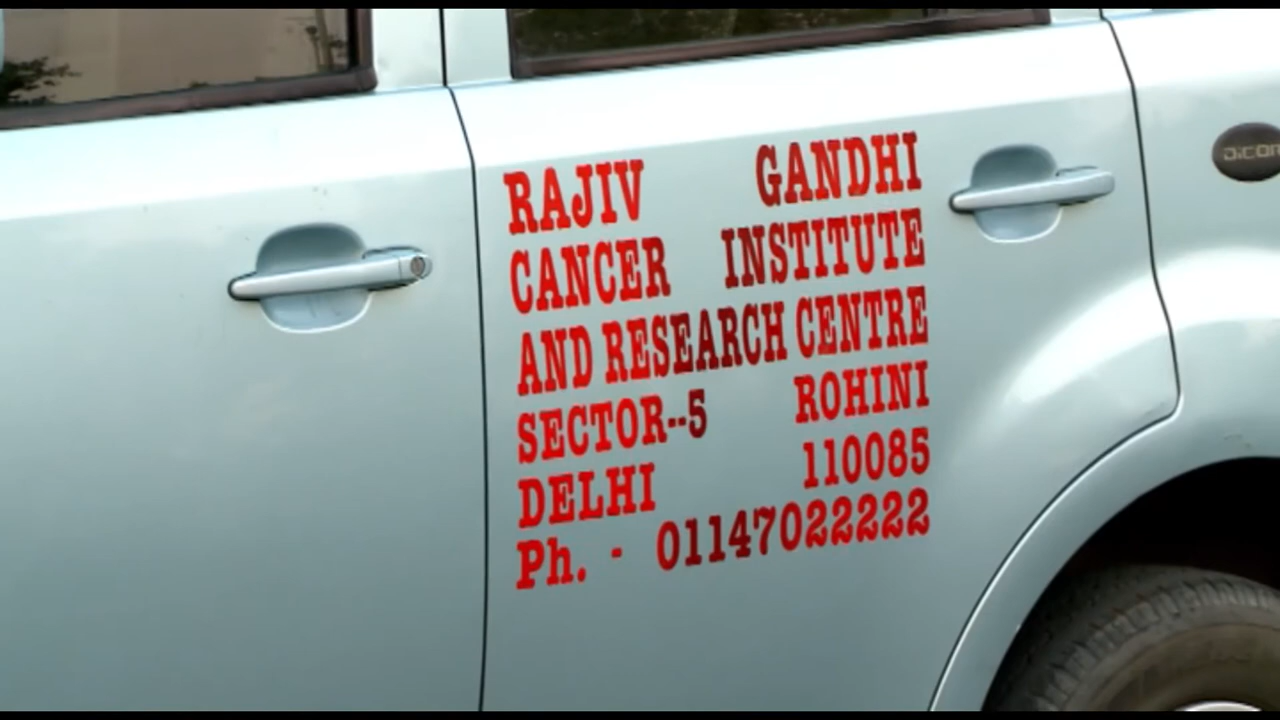 RAJIV GANDHI
CANCER INSTITUTE
AND RESEARCH CENTRE
SECTOR--5 ROHINI
DELHI 110085
Ph. - 01147022222